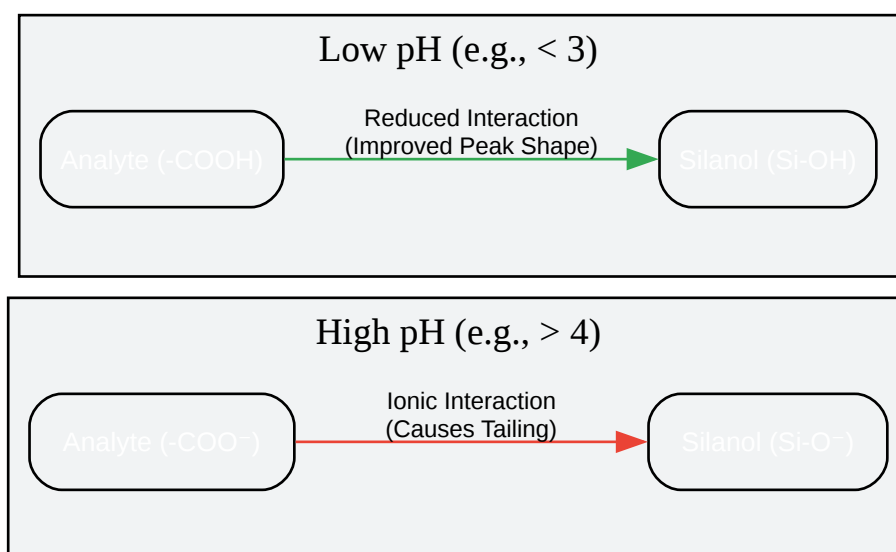 Low pH (e.g., < 3)
Analyte (-COOH)
Reduced Interaction
(Improved Peak Shape)
Silanol (Si-OH)
High pH (e.g., > 4)
Analyte (-COO⁻)
Ionic Interaction
(Causes Tailing)
Silanol (Si-O⁻)